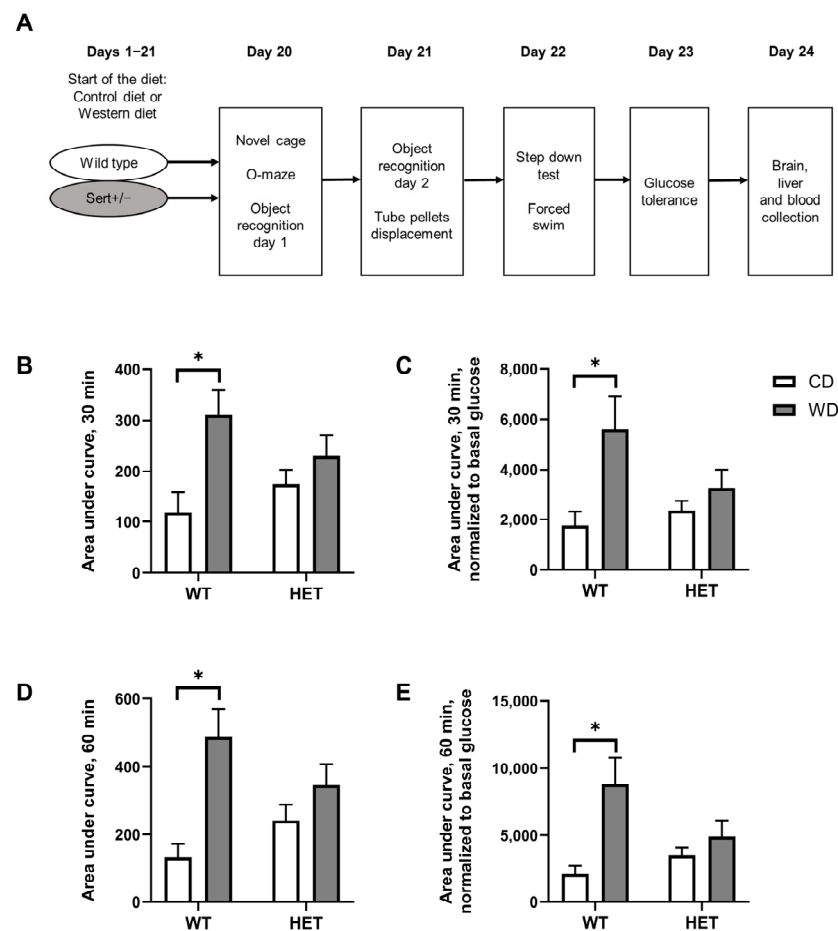 A
Days 1–21
Day 20
Day 21
Day 22
Day 23
Day 24
Start of the diet:
Control diet or
Western diet
Wild type
Sert+/−
Novel cage
O-maze
Object
recognition
day 1
Object
recognition
day 2
Tube pellets
displacement
Step down
test
Forced
swim
Glucose
tolerance
Brain,
liver
and blood
collection
B
Area under curve, 30 min
400
300
200
100
0
*
WT
HET
C
Area under curve, 30 min,
normalized to basal glucose
8,000
6,000
4,000
2,000
0
*
WT
HET
CD
WD
D
Area under curve, 60 min
600
400
200
0
*
WT
HET
E
Area under curve, 60 min,
normalized to basal glucose
15,000
10,000
5,000
0
*
WT
HET